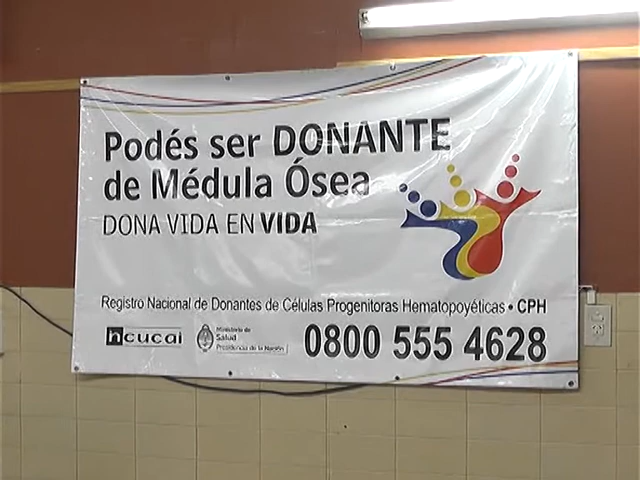 Podés ser DONANTE
de Médula Ósea
DONA VIDA EN VIDA
Registro Nacional de Donantes de Células Progenitoras Hematopoyéticas • CPH
incucai
Ministerio de
Salud
Presidencia de la Nación
0800 555 4628